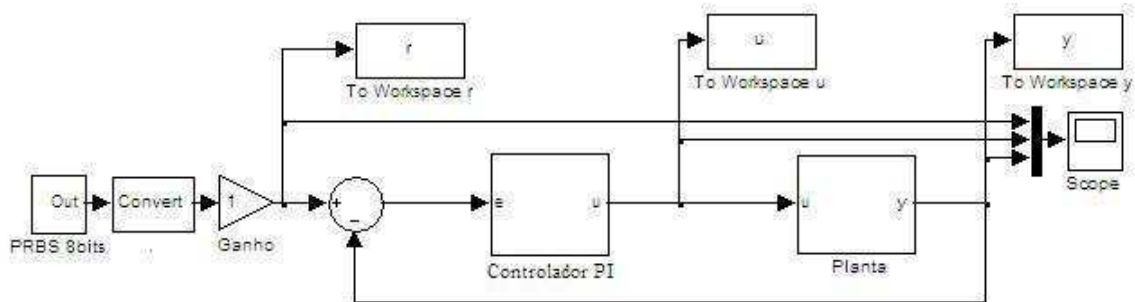 r
To Workspace r
u
To Workspace u
y
To Workspace y
Scope
Out
PRBS 8bits
Convert
.
1
Ganho
+
−
e
u
Controlador PI
u
y
Planta